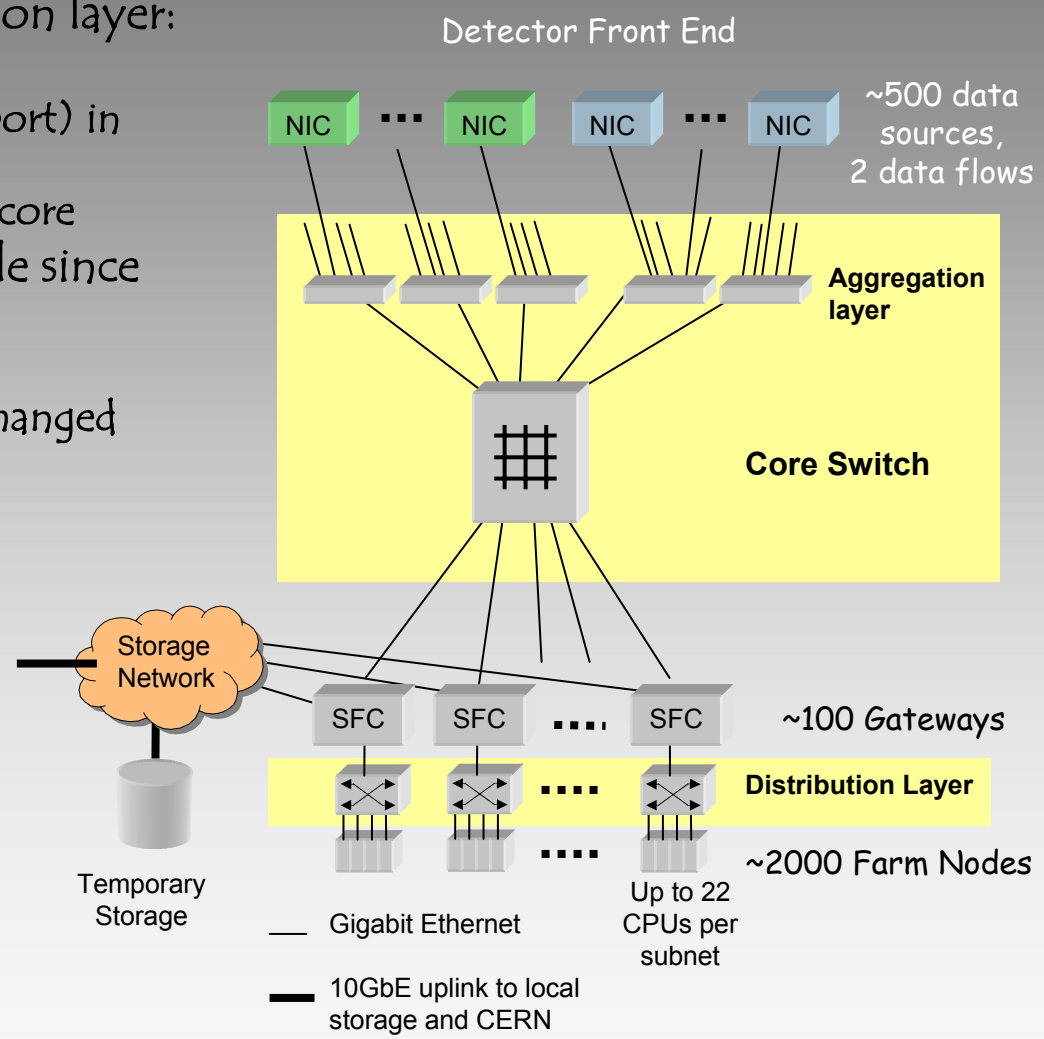 on layer:
Detector Front End
port) in
NIC
NIC
NIC
NIC
~500 data
sources,
2 data flows
core
le since
Aggregation
layer
hanged
Core Switch
Storage
Network
SFC
SFC
SFC
~100 Gateways
Distribution Layer
~2000 Farm Nodes
Temporary
Storage
Up to 22
CPUs per
subnet
Gigabit Ethernet
10GbE uplink to local
storage and CERN